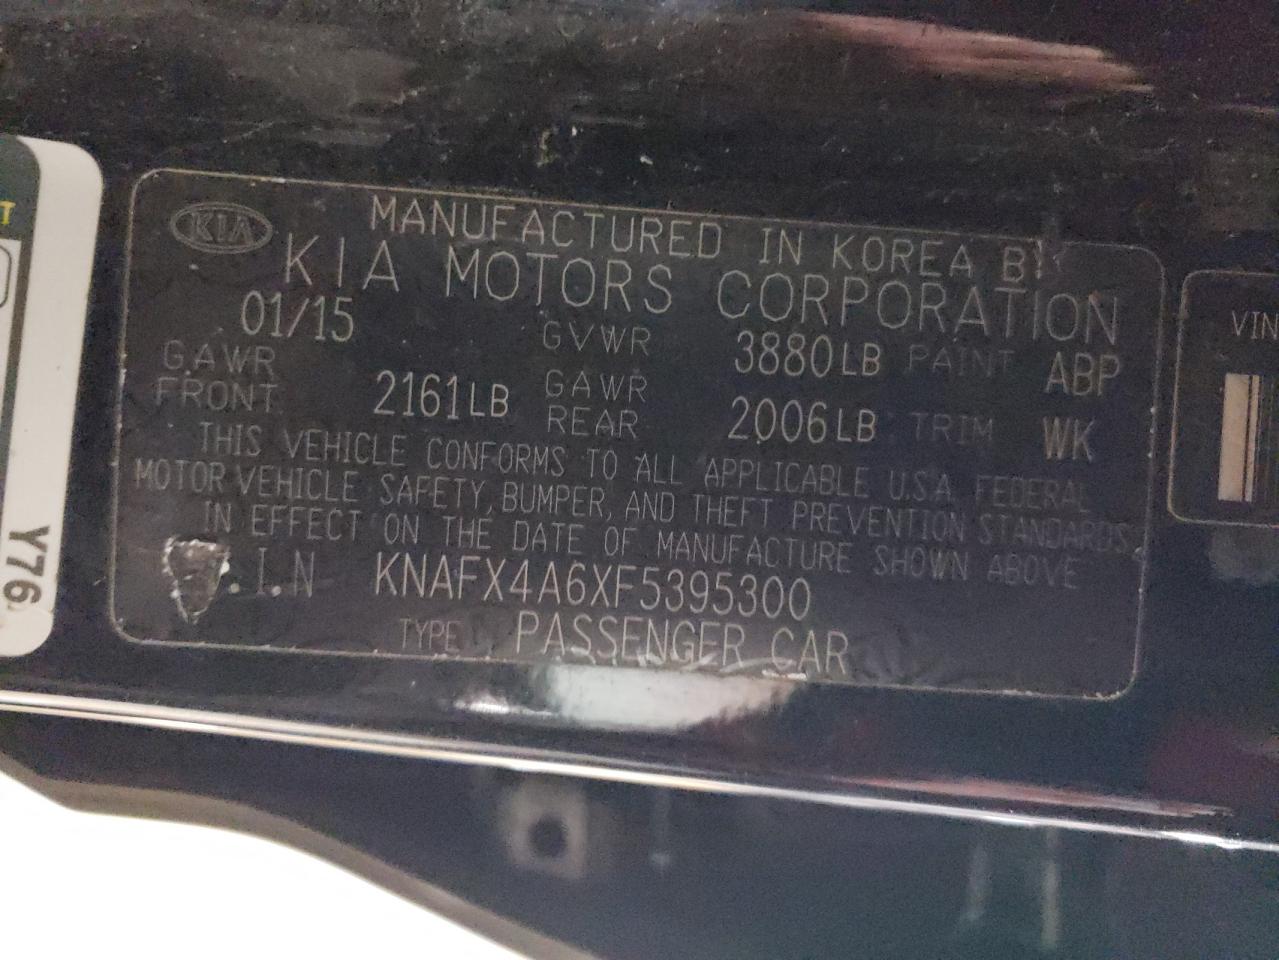 KIA
MANUFACTURED IN KOREA BY
KIA MOTORS CORPORATION
01/15 GVWR 3880LB PAINT ABP
GAWR FRONT 2161LB GAWR REAR 2006LB TRIM WK
THIS VEHICLE CONFORMS TO ALL APPLICABLE U.S.A. FEDERAL
MOTOR VEHICLE SAFETY, BUMPER, AND THEFT PREVENTION STANDARDS
IN EFFECT ON THE DATE OF MANUFACTURE SHOWN ABOVE
.I.N KNAFX4A6XF5395300
TYPE PASSENGER CAR
VIN
Y76
T